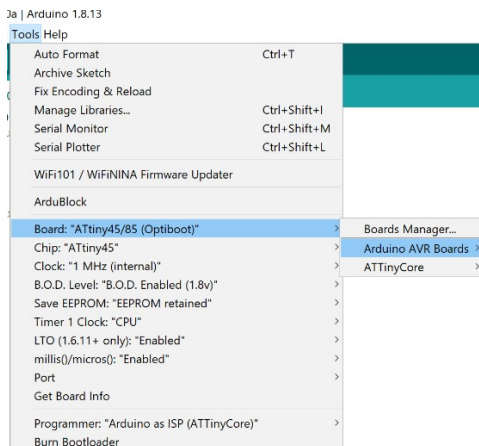 0a | Arduino 1.8.13
Tools Help
Auto Format Ctrl+T
Archive Sketch
Fix Encoding & Reload
Manage Libraries... Ctrl+Shift+I
Serial Monitor Ctrl+Shift+M
Serial Plotter Ctrl+Shift+L
WiFi101 / WiFiNINA Firmware Updater
ArduBlock
Board: "ATtiny45/85 (Optiboot)"
Boards Manager...
Chip: "ATtiny45"
Arduino AVR Boards
Clock: "1 MHz (internal)"
ATTinyCore
B.O.D. Level: "B.O.D. Enabled (1.8v)"
Save EEPROM: "EEPROM retained"
Timer 1 Clock: "CPU"
LTO (1.6.11+ only): "Enabled"
millis()/micros(): "Enabled"
Port
Get Board Info
Programmer: "Arduino as ISP (ATTinyCore)"
Burn Bootloader